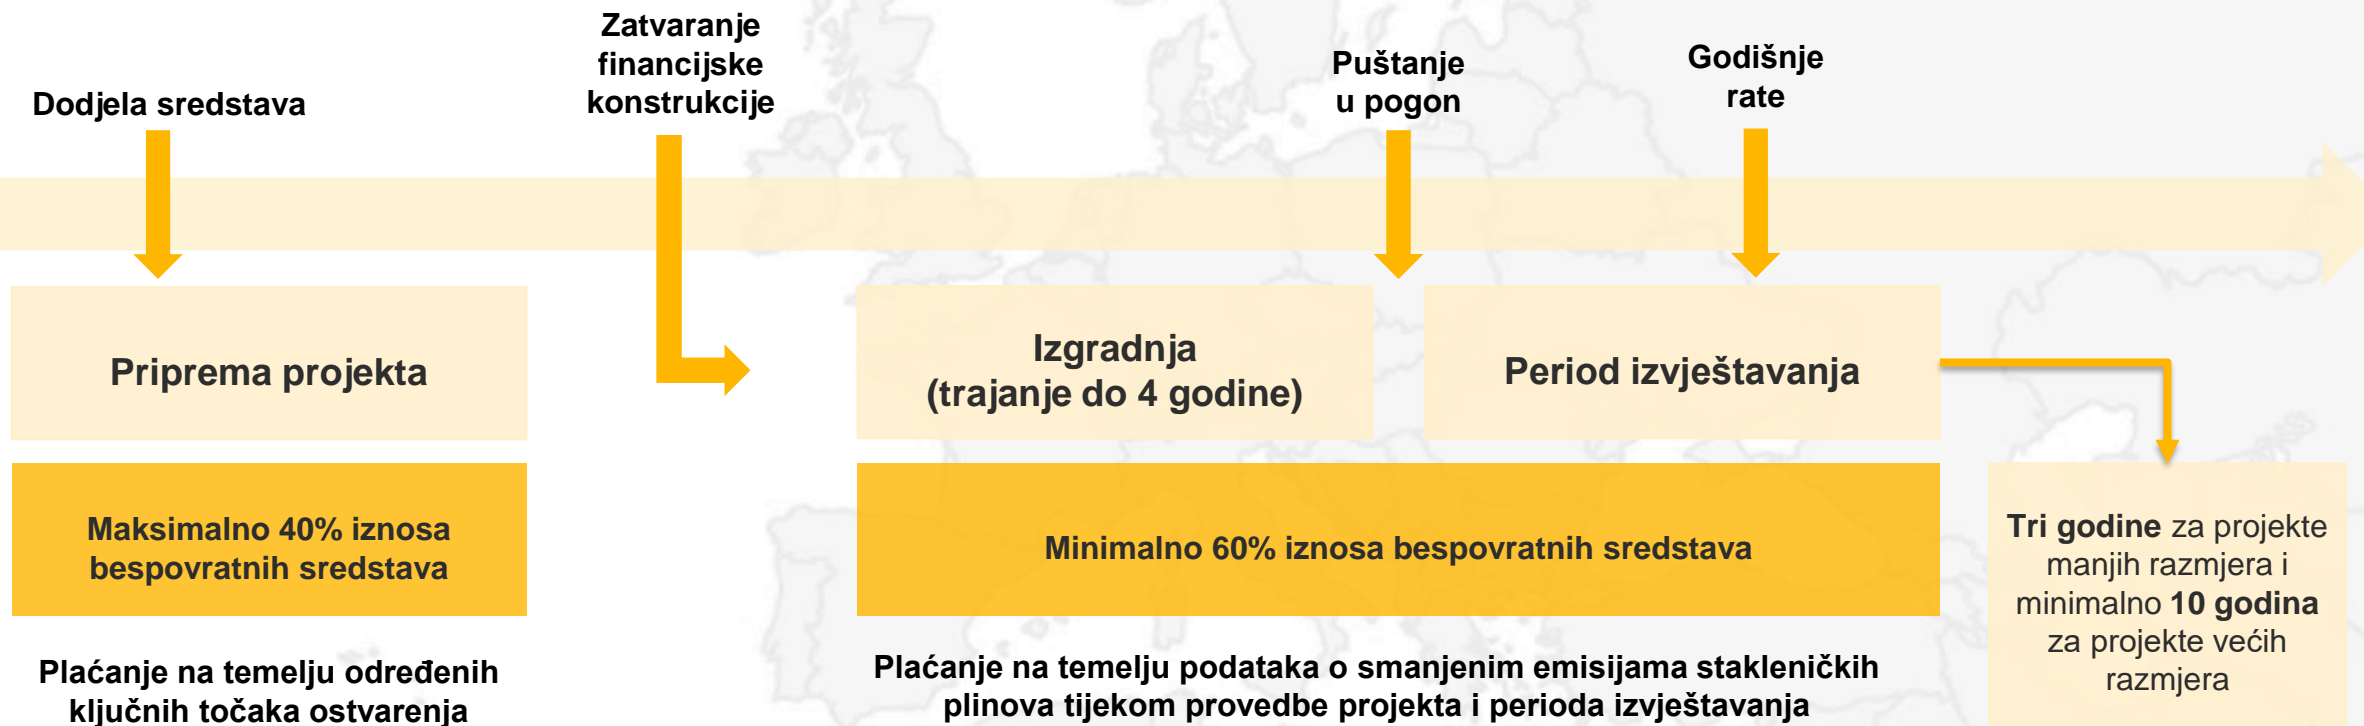 Dodjela sredstava
Zatvaranje
financijske
konstrukcije
Puštanje
u pogon
Godišnje
rate
Priprema projekta
Izgradnja
(trajanje do 4 godine)
Period izvještavanja
Maksimalno 40% iznosa
bespovratnih sredstava
Minimalno 60% iznosa bespovratnih sredstava
Tri godine za projekte
manjih razmjera i
minimalno 10 godina
za projekte većih
razmjera
Plaćanje na temelju određenih
ključnih točaka ostvarenja
Plaćanje na temelju podataka o smanjenim emisijama stakleničkih
plinova tijekom provedbe projekta i perioda izvještavanja